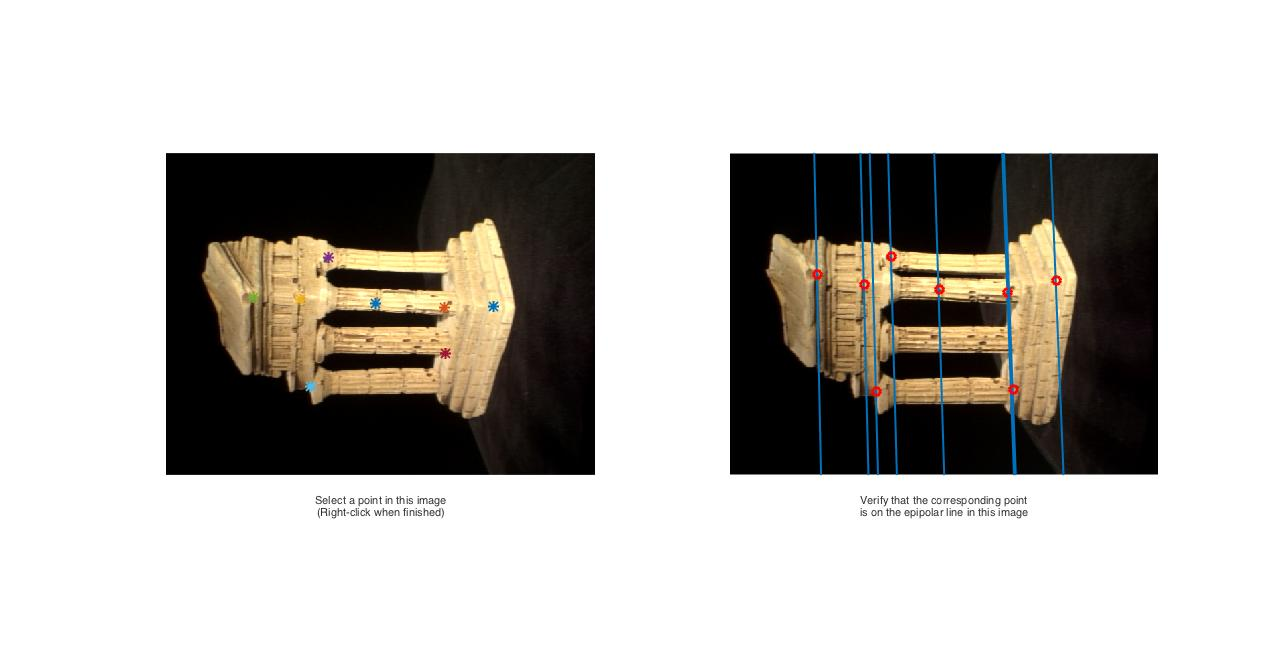 Select a point in this image
(Right-click when finished)
Verify that the corresponding point
is on the epipolar line in this image